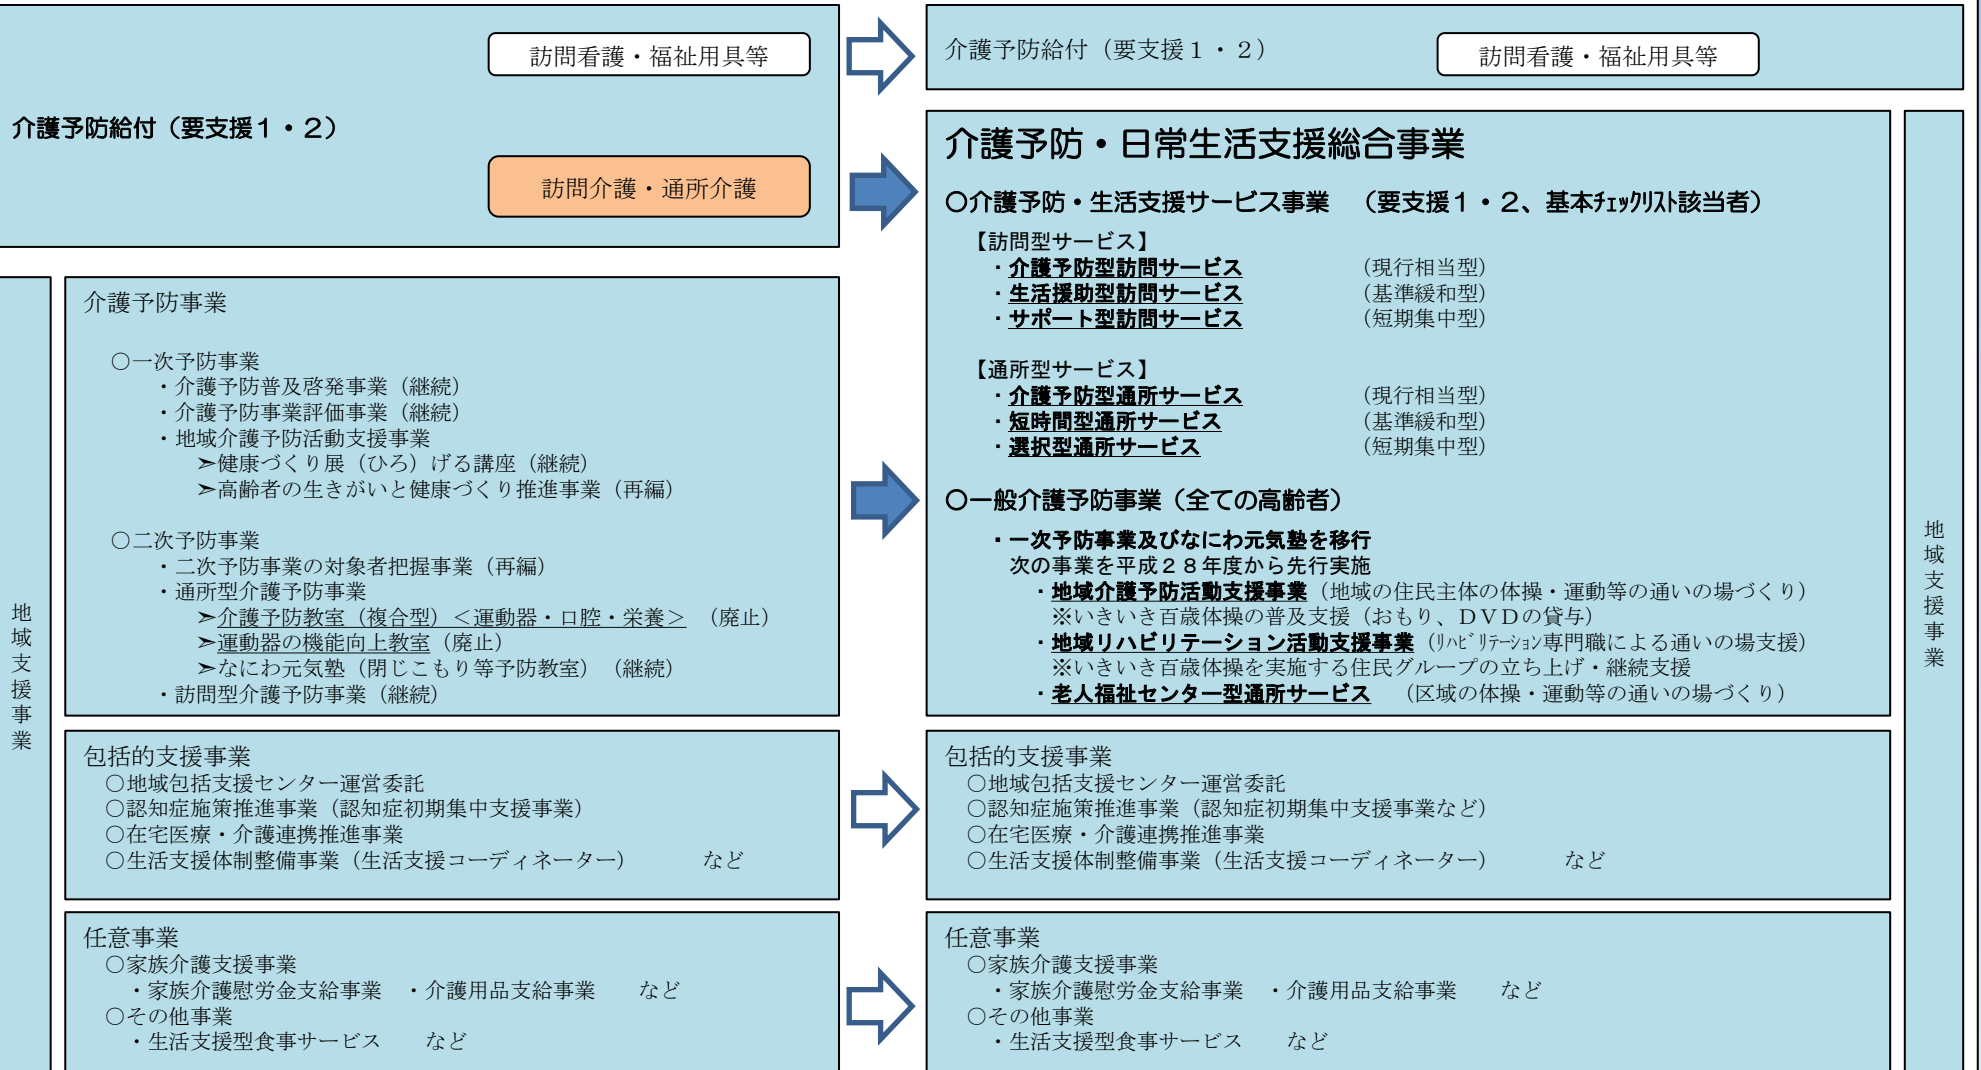 訪問看護・福祉用具等
介護予防給付（要支援１・２）
訪問介護・通所介護
地域支援事業
介護予防事業
○一次予防事業
・介護予防普及啓発事業（継続）
・介護予防事業評価事業（継続）
・地域介護予防活動支援事業
➣健康づくり展（ひろ）げる講座（継続）
➣高齢者の生きがいと健康づくり推進事業（再編）
○二次予防事業
・二次予防事業の対象者把握事業（再編）
・通所型介護予防事業
➣介護予防教室（複合型）＜運動器・口腔・栄養＞　（廃止）
➣運動器の機能向上教室（廃止）
➣なにわ元気塾（閉じこもり等予防教室）　（継続）
・訪問型介護予防事業（継続）
包括的支援事業
○地域包括支援センター運営委託
○認知症施策推進事業（認知症初期集中支援事業）
○在宅医療・介護連携推進事業
○生活支援体制整備事業（生活支援コーディネーター）　　　など
任意事業
○家族介護支援事業
・家族介護慰労金支給事業　・介護用品支給事業　　など
○その他事業
・生活支援型食事サービス　　など
介護予防給付（要支援１・２）　訪問看護・福祉用具等
介護予防・日常生活支援総合事業
○介護予防・生活支援サービス事業　（要支援１・２、基本ﾁｪｯｸﾘｽﾄ該当者）
【訪問型サービス】
・介護予防型訪問サービス　（現行相当型）
・生活援助型訪問サービス　（基準緩和型）
・サポート型訪問サービス　（短期集中型）
【通所型サービス】
・介護予防型通所サービス　（現行相当型）
・短時間型通所サービス　（基準緩和型）
・選択型通所サービス　（短期集中型）
○一般介護予防事業（全ての高齢者）
・一次予防事業及びなにわ元気塾を移行
次の事業を平成２８年度から先行実施
・地域介護予防活動支援事業（地域の住民主体の体操・運動等の通いの場づくり）
※いきいき百歳体操の普及支援（おもり、ＤＶＤの貸与）
・地域リハビリテーション活動支援事業（ﾘﾊﾋﾞﾘﾃｰｼｮﾝ専門職による通いの場支援）
※いきいき百歳体操を実施する住民グループの立ち上げ・継続支援
・老人福祉センター型通所サービス　（区域の体操・運動等の通いの場づくり）
包括的支援事業
○地域包括支援センター運営委託
○認知症施策推進事業（認知症初期集中支援事業など）
○在宅医療・介護連携推進事業
○生活支援体制整備事業（生活支援コーディネーター）　　　など
任意事業
○家族介護支援事業
・家族介護慰労金支給事業　・介護用品支給事業　　など
○その他事業
・生活支援型食事サービス　　など
地域支援事業